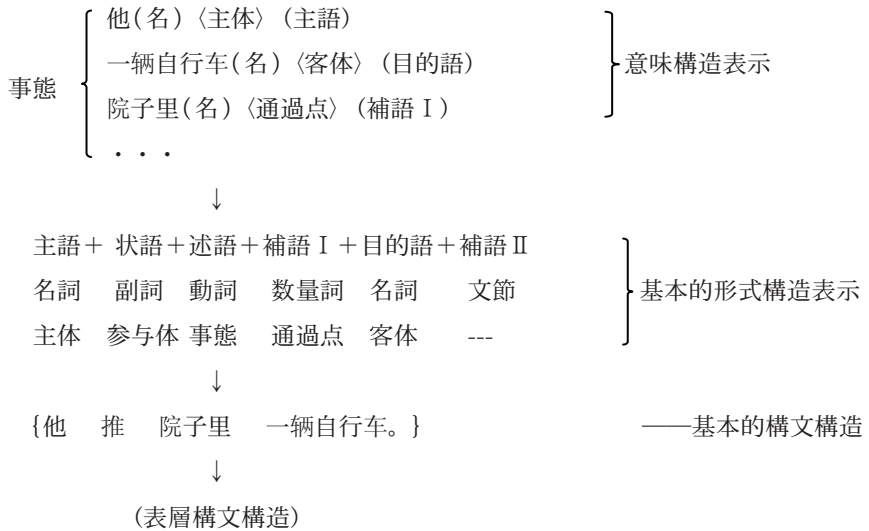 他(名)〈主体〉(主語)
一辆自行车(名)〈客体〉(目的語)
意味構造表示
事態
院子里(名)〈通過点〉(補語Ⅰ)
・・・
↓
主語+ 状語+述語+補語Ⅰ+目的語+補語Ⅱ
名詞 副詞 動詞 数量詞 名詞 文節
基本的形式構造表示
主体 参与体 事態 通過点 客体 ---
↓
{他 推 院子里 一辆自行车。} ——基本的構文構造
↓
(表層構文構造)